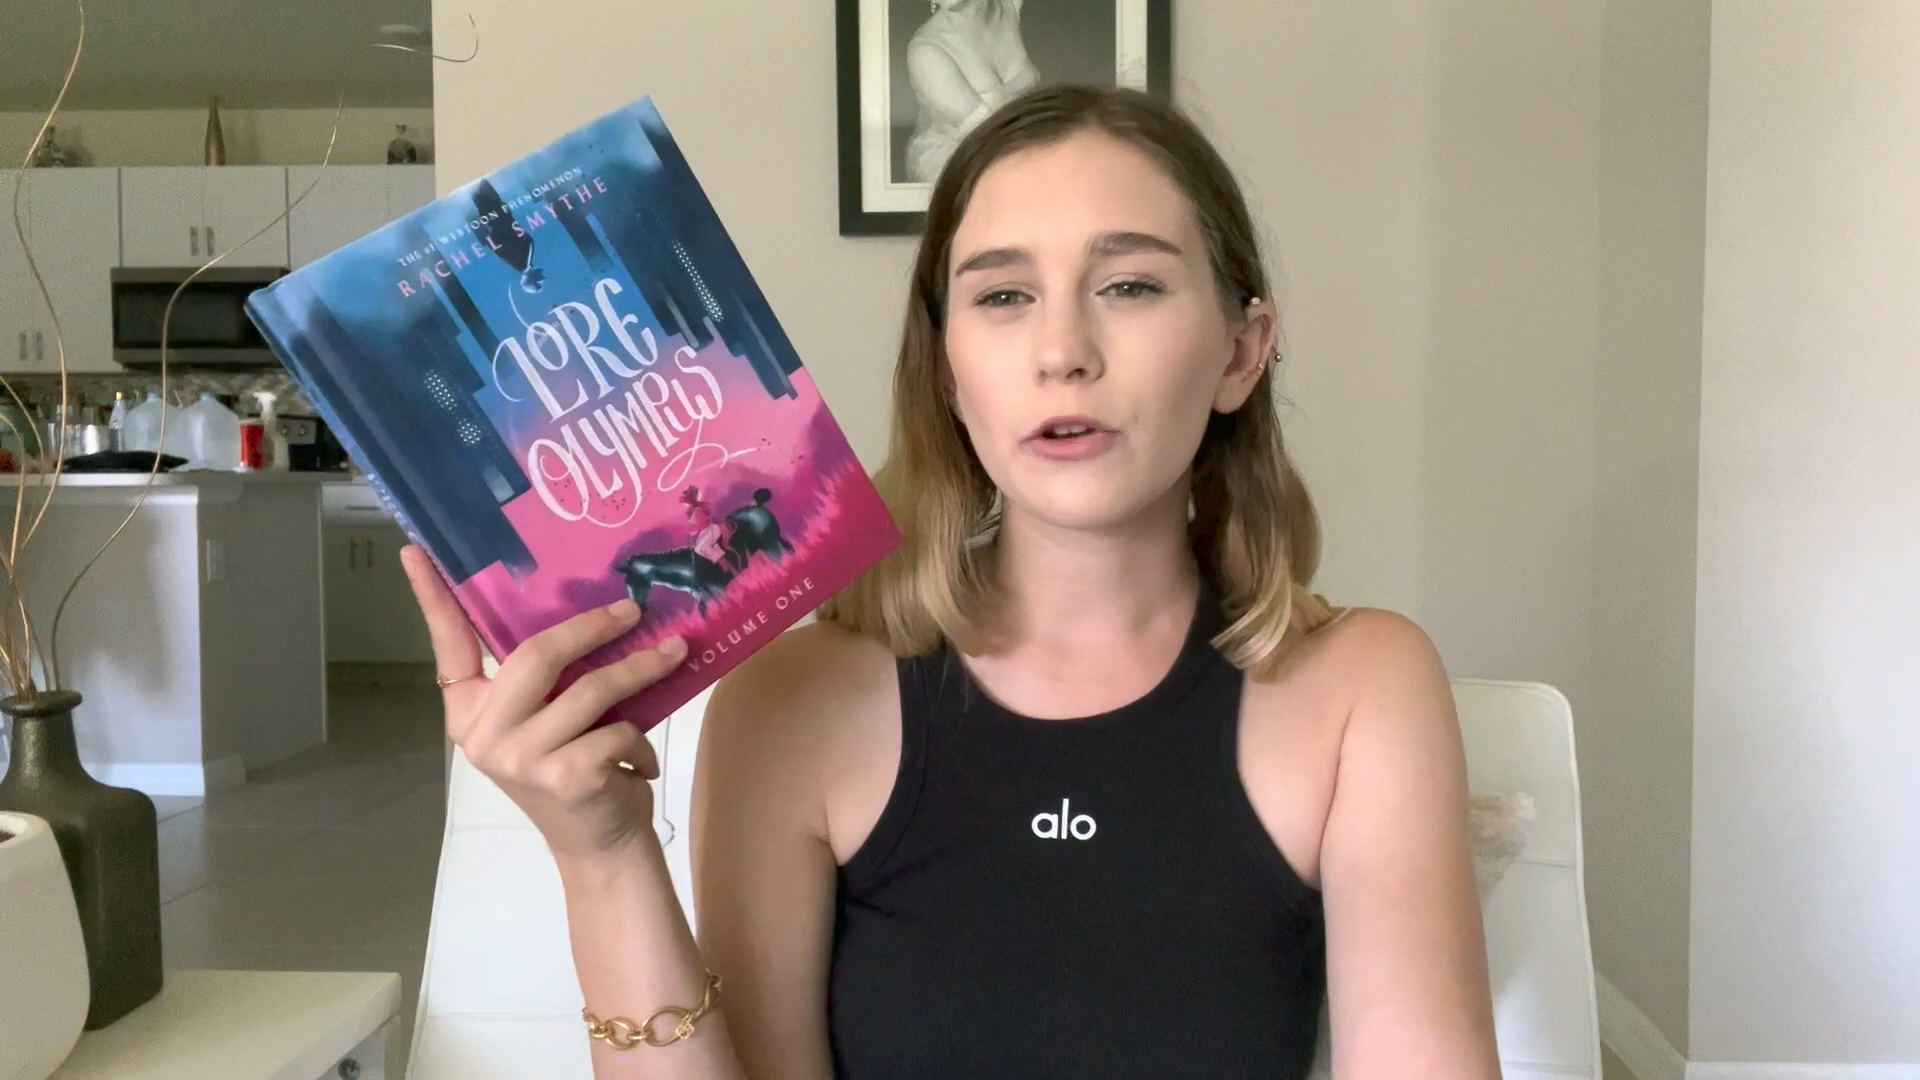 THE #1 WEBTOON PHENOMENON
RACHEL SMYTHE
LORE
OLYMPUS
VOLUME ONE
alo